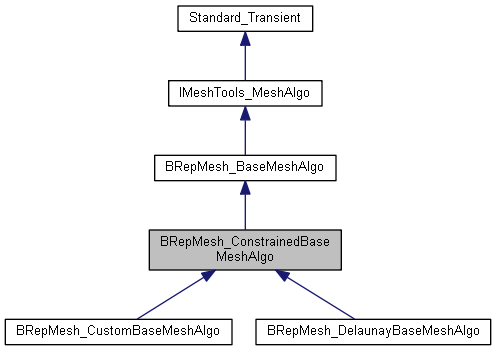 Standard_Transient
IMeshTools_MeshAlgo
BRepMesh_BaseMeshAlgo
BRepMesh_ConstrainedBase
MeshAlgo
BRepMesh_CustomBaseMeshAlgo
BRepMesh_DelaunayBaseMeshAlgo